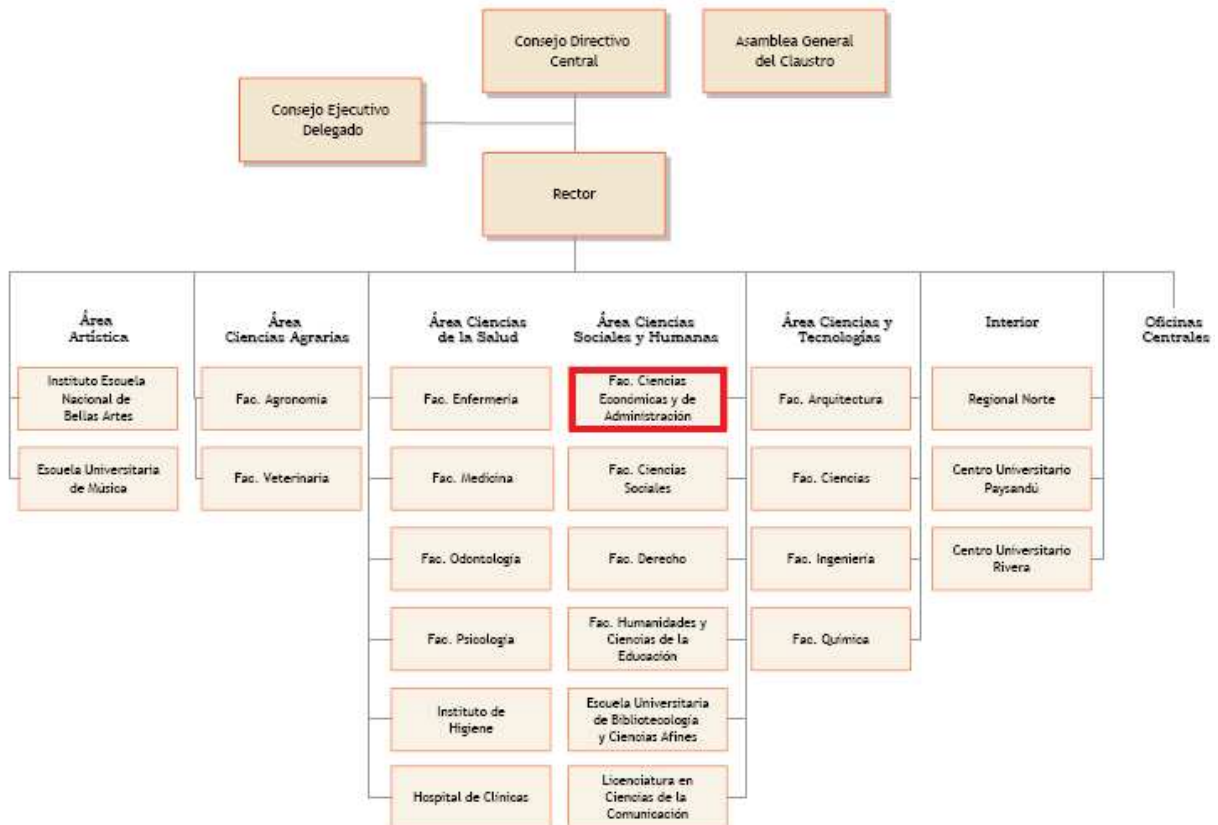 Consejo Directivo
Central
Asamblea General
del Claustro
Consejo Ejecutivo
Delegado
Rector
Área
Artística
Instituto Escuela
Nacional de
Bellas Artes
Escuela Universitaria
de Música
Área
Ciencias Agrarias
Fac. Agronomía
Fac. Veterinaria
Área Ciencias
de la Salud
Fac. Enfermería
Fac. Medicina
Fac. Odontología
Fac. Psicología
Instituto de
Higiene
Hospital de Clínicas
Área Ciencias
Sociales y Humanas
Fac. Ciencias
Económicas y de
Administración
Fac. Ciencias
Sociales
Fac. Derecho
Fac. Humanidades y
Ciencias de la
Educación
Escuela Universitaria
de Bibliotecología
y Ciencias Afines
Licenciatura en
Ciencias de la
Comunicación
Área Ciencias y
Tecnologías
Fac. Arquitectura
Fac. Ciencias
Fac. Ingeniería
Fac. Química
Interior
Regional Norte
Centro Universitario
Paysandú
Centro Universitario
Rivera
Oficinas
Centrales